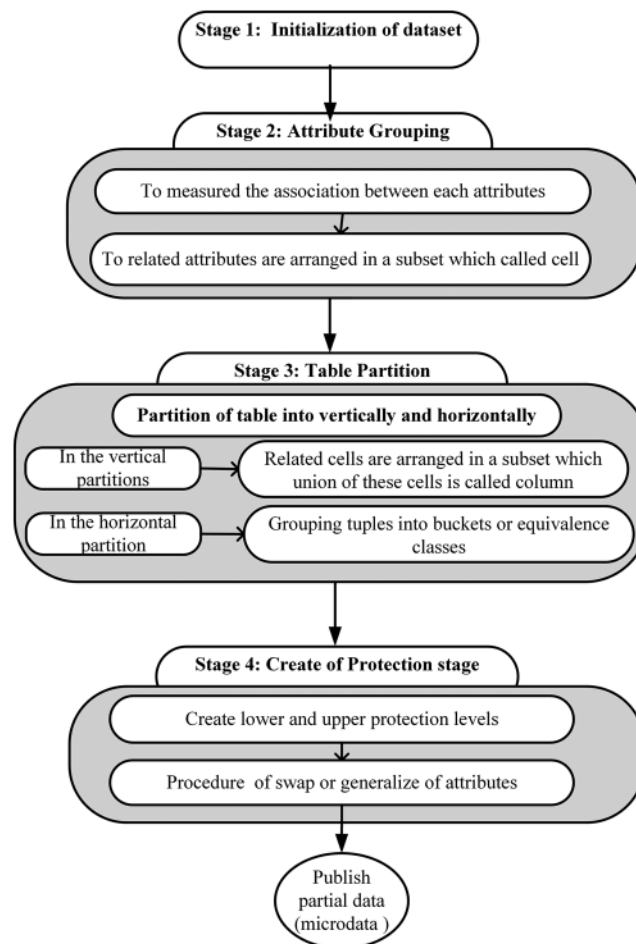 Stage 1:  Initialization of dataset
Stage 2: Attribute Grouping
To measured the association between each attributes
To related attributes are arranged in a subset which called cell
Stage 3: Table Partition
Partition of table into vertically and horizontally
In the vertical
partitions
Related cells are arranged in a subset which
union of these cells is called column
In the horizontal
partition
Grouping tuples into buckets or equivalence
classes
Stage 4: Create of Protection stage
Create lower and upper protection levels
Procedure  of swap or generalize of attributes
Publish
partial data
(microdata )